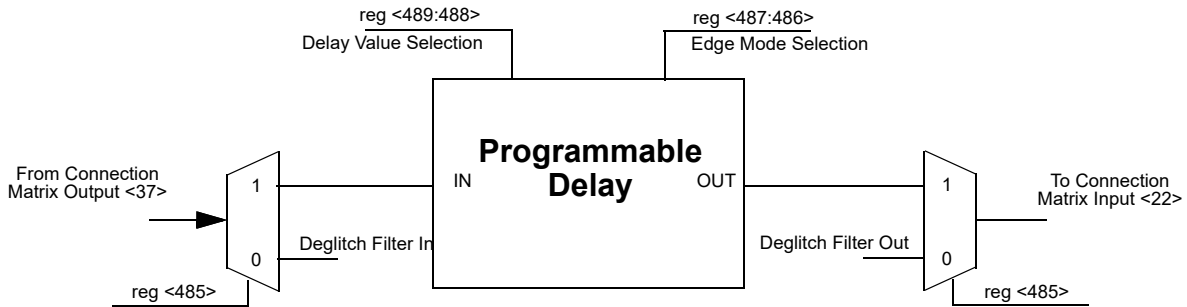 reg <489:488>
Delay Value Selection
reg <487:486>
Edge Mode Selection
Programmable
Delay
IN
OUT
From Connection
Matrix Output <37>
1
0
Deglitch Filter In
reg <485>
Deglitch Filter Out
1
0
To Connection
Matrix Input <22>
reg <485>